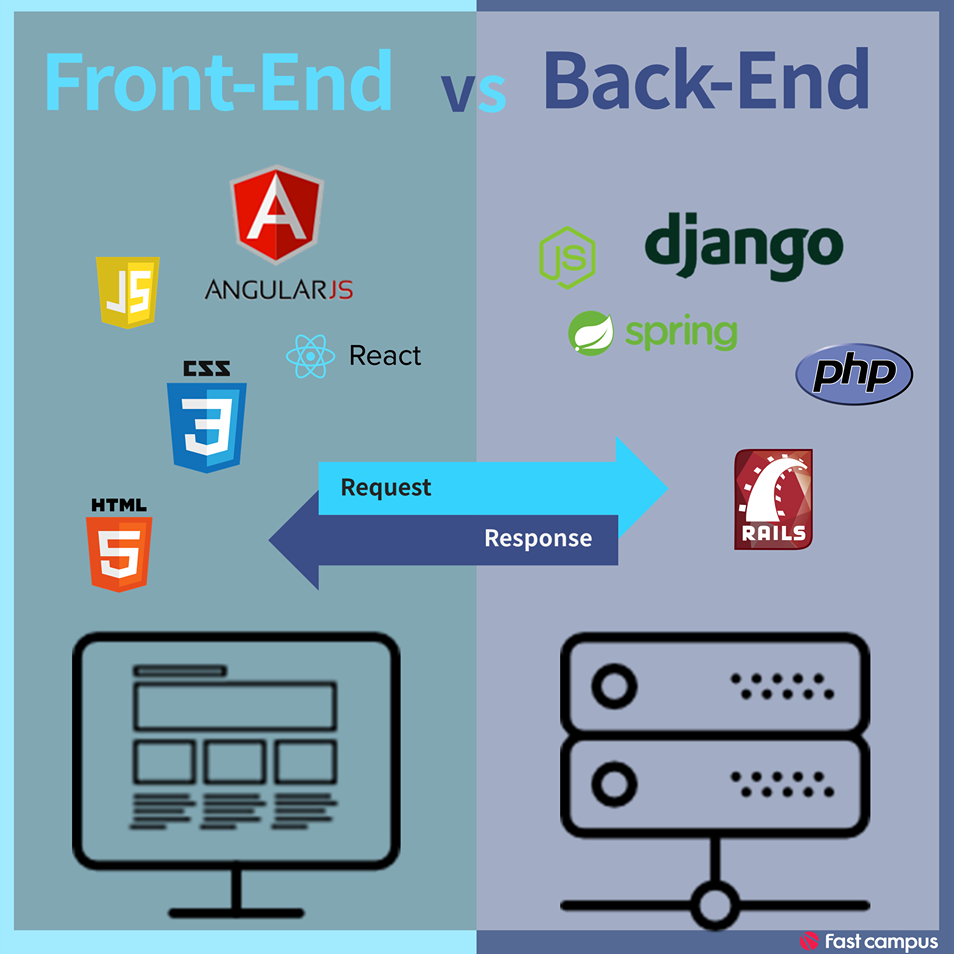 Front-End vs Back-End
ANGULARJS
JS
React
CSS
3
HTML
5
JS
django
spring
php
RAILS
Request
Response
Fast campus